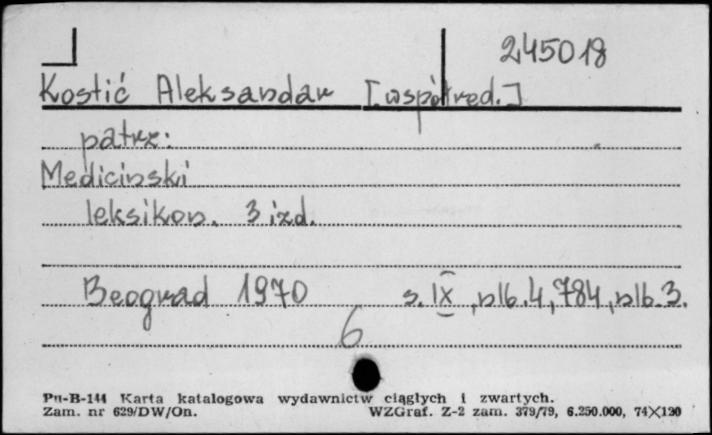 245018
Kostić Aleksandar [współred.]
patrz:
Medicinski
leksikon. 3 izd.
Beograd 1970 s. IX, nlb. 4, 784, nlb. 3.
6
Pu-B-144 Karta katalogowa wydawnictw ciągłych i zwartych.
Zam. nr 629/DW/On. WZGraf. Z-2 zam. 379/79, 6.250.000, 74×120